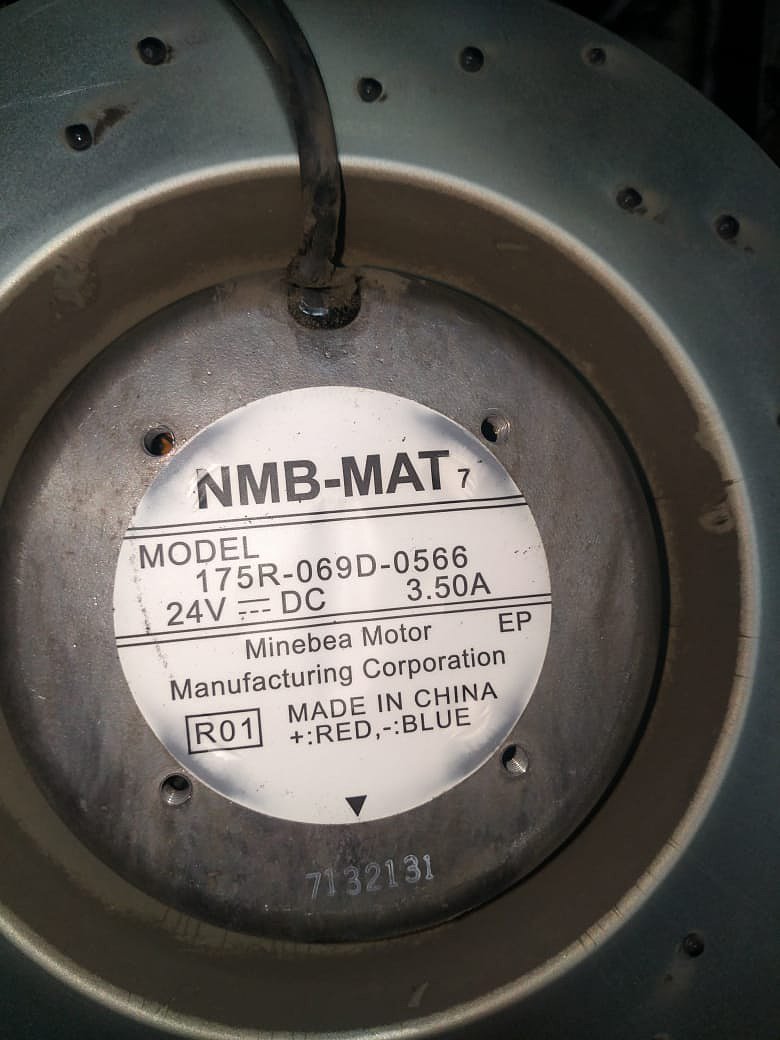 NMB-MAT 7
MODEL
175R-069D-0566
24V ⎓ DC 3.50A
Minebea Motor EP
Manufacturing Corporation
R01 MADE IN CHINA
+:RED,-:BLUE
7132131